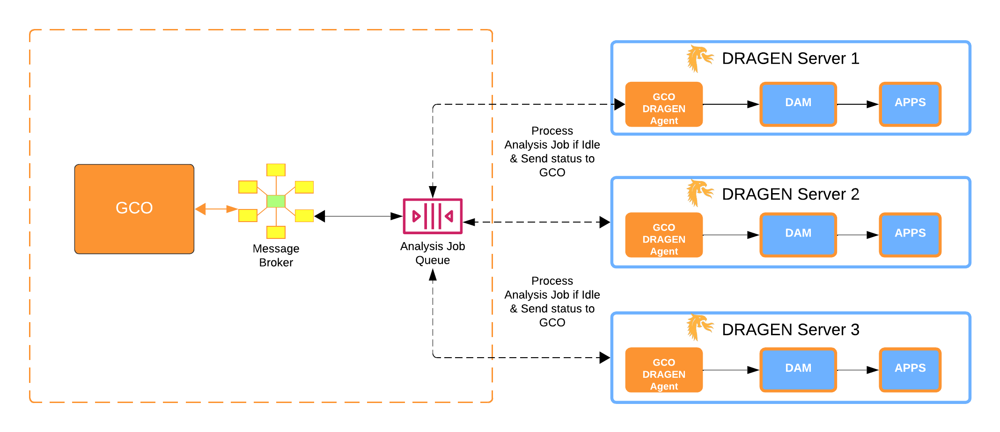 GCO
Message
Broker
Analysis Job
Queue
Process
Analysis Job if Idle
& Send status to
GCO
Process
Analysis Job if Idle
& Send status to
GCO
DRAGEN Server 1
GCO
DRAGEN
Agent
DAM
APPS
DRAGEN Server 2
GCO
DRAGEN
Agent
DAM
APPS
DRAGEN Server 3
GCO
DRAGEN
Agent
DAM
APPS